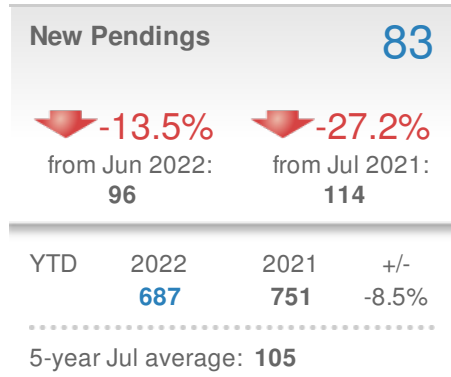 New Pendings 83
-13.5% -27.2%
from Jun 2022: from Jul 2021:
96 114
YTD 2022 2021 +/-
687 751 -8.5%
5-year Jul average: 105